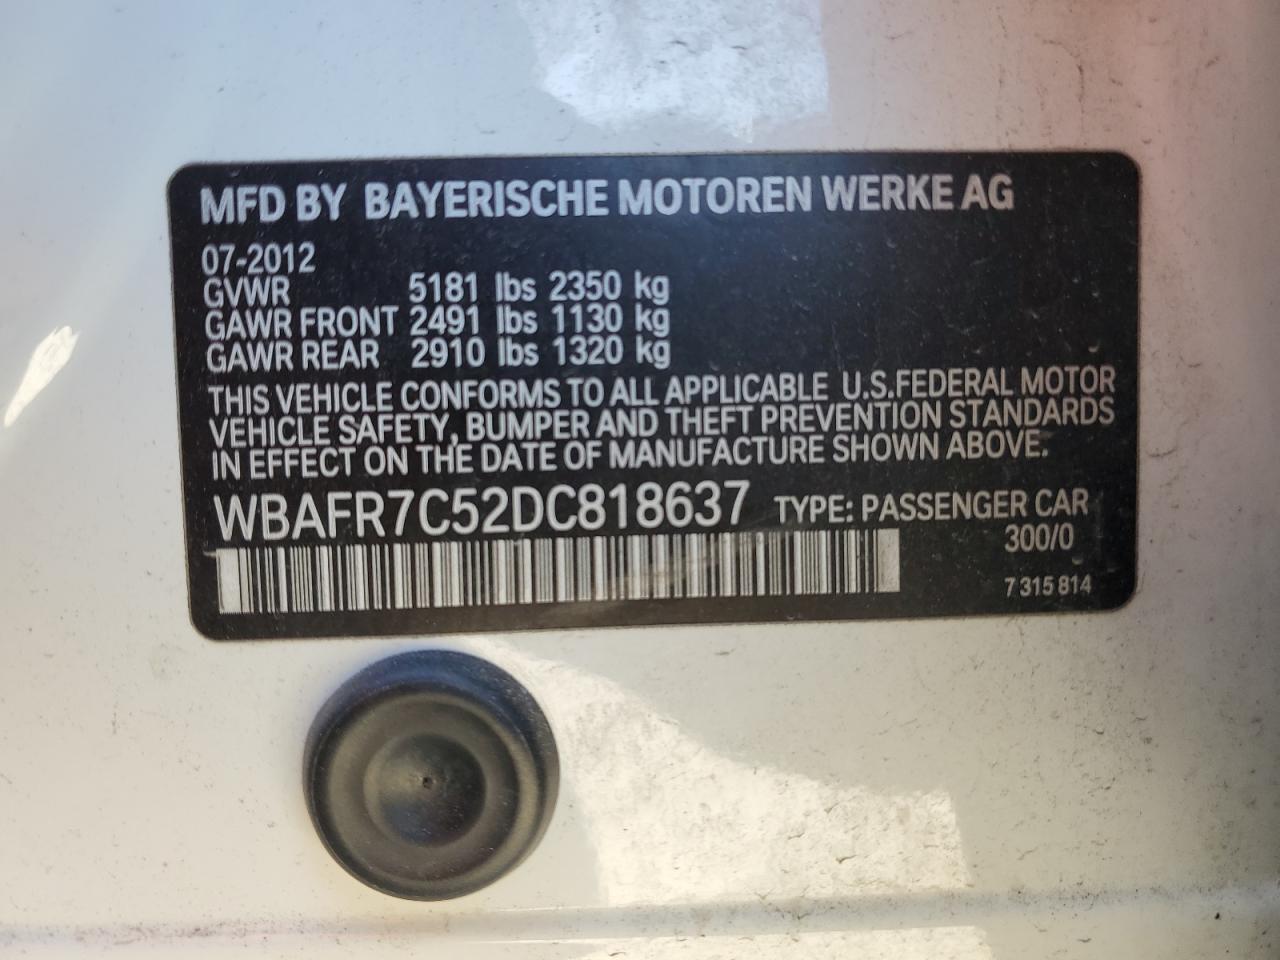 MFD BY BAYERISCHE MOTOREN WERKE AG
07-2012
GVWR 5181 lbs 2350 kg
GAWR FRONT 2491 lbs 1130 kg
GAWR REAR 2910 lbs 1320 kg
THIS VEHICLE CONFORMS TO ALL APPLICABLE U.S.FEDERAL MOTOR
VEHICLE SAFETY, BUMPER AND THEFT PREVENTION STANDARDS
IN EFFECT ON THE DATE OF MANUFACTURE SHOWN ABOVE.
WBAFR7C52DC818637 TYPE: PASSENGER CAR
300/0
7 315 814